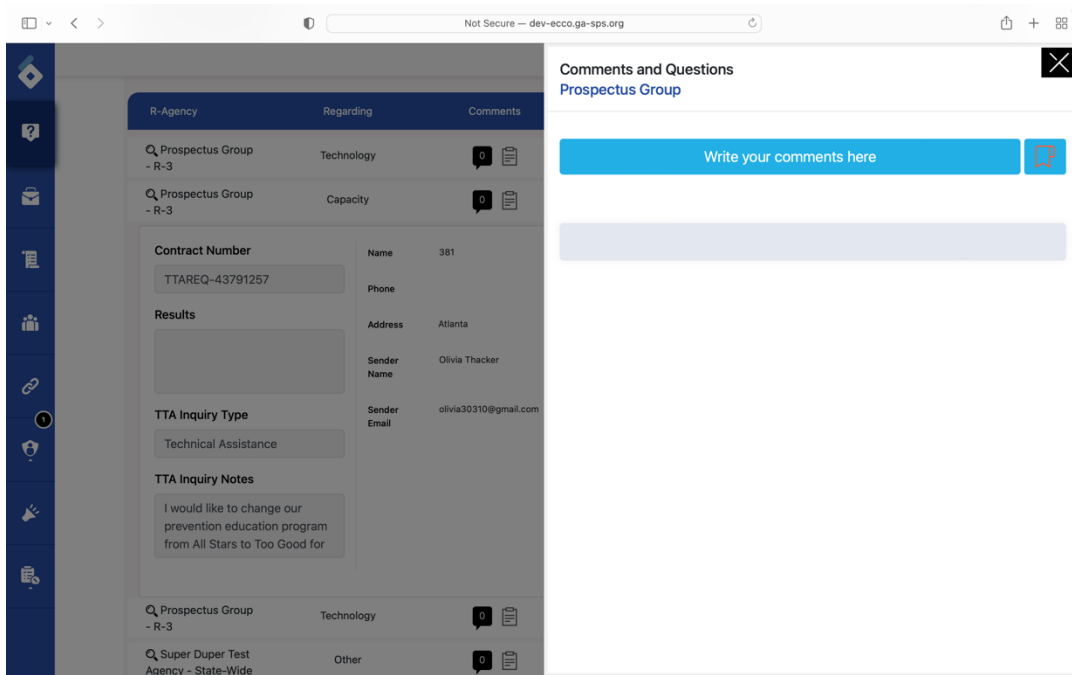 Not Secure — dev-ecco.ga-sps.org
Comments and Questions
Prospectus Group
Write your comments here
R-Agency Regarding Comments
Prospectus Group
- R-3
Technology
0
Prospectus Group
- R-3
Capacity
0
Contract Number
TTAREQ-43791257
Results
TTA Inquiry Type
Technical Assistance
TTA Inquiry Notes
I would like to change our
prevention education program
from All Stars to Too Good for
Name 381
Phone
Address Atlanta
Sender
Name
Olivia Thacker
Sender
Email
olivia30310@gmail.com
1
Prospectus Group
- R-3
Technology
0
Super Duper Test
Agency - State-Wide
Other
0